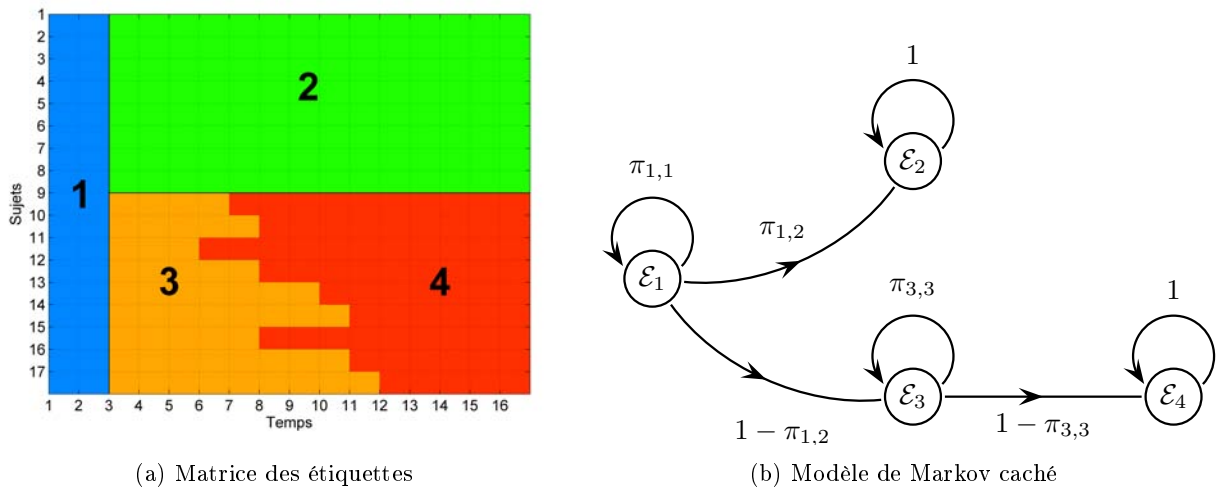 1
2
3
4
5
6
7
8
9
10
11
12
13
14
15
16
17
Sujets
1 2 3 4 5 6 7 8 9 10 11 12 13 14 15 16
Temps
1
2
3
4
(a) Matrice des étiquettes
1
ℰ₂
π₁,₁
π₁,₂
ℰ₁
π₃,₃
1
ℰ₃
ℰ₄
1 − π₁,₂
1 − π₃,₃
(b) Modèle de Markov caché